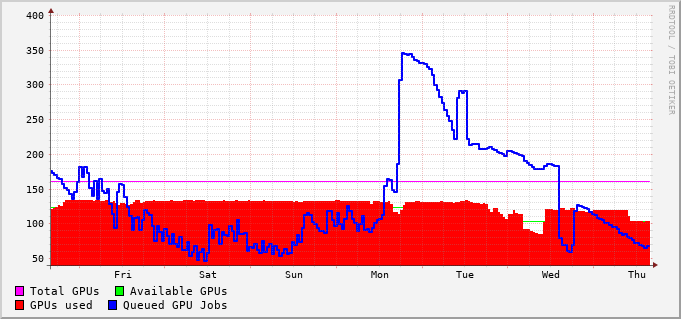 400
350
300
250
200
150
100
50
Fri Sat Sun Mon Tue Wed Thu
Total GPUs Available GPUs
GPUs used Queued GPU Jobs
RRDTOOL / TOBI OETIKER